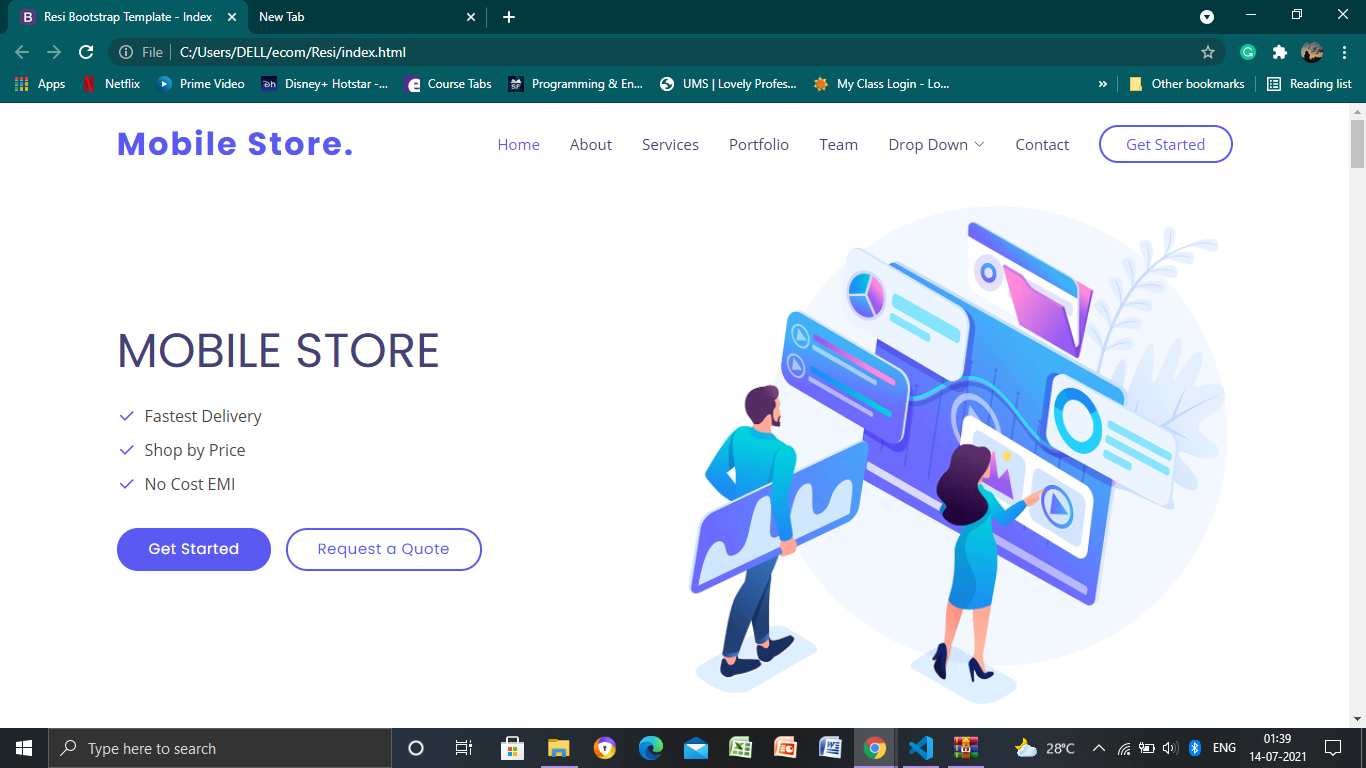 Resi Bootstrap Template - Index
New Tab
File
C:/Users/DELL/ecom/Resi/index.html
Apps
Netflix
Prime Video
Disney+ Hotstar -...
Course Tabs
Programming & En...
UMS | Lovely Profes...
My Class Login - Lo...
»
Other bookmarks
Reading list
Mobile Store.
Home
About
Services
Portfolio
Team
Drop Down
Contact
Get Started
MOBILE STORE
Fastest Delivery
Shop by Price
No Cost EMI
Get Started
Request a Quote
Type here to search
28°C
ENG
01:39
14-07-2021